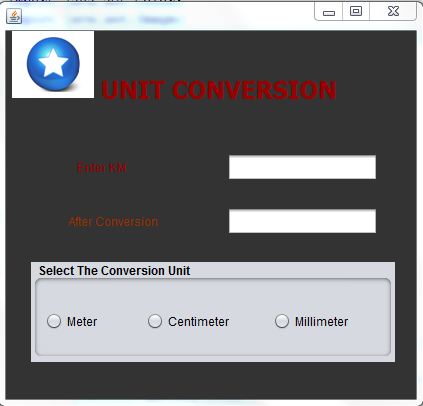 UNIT CONVERSION
Enter KM
After Conversion
Select The Conversion Unit
Meter Centimeter Millimeter